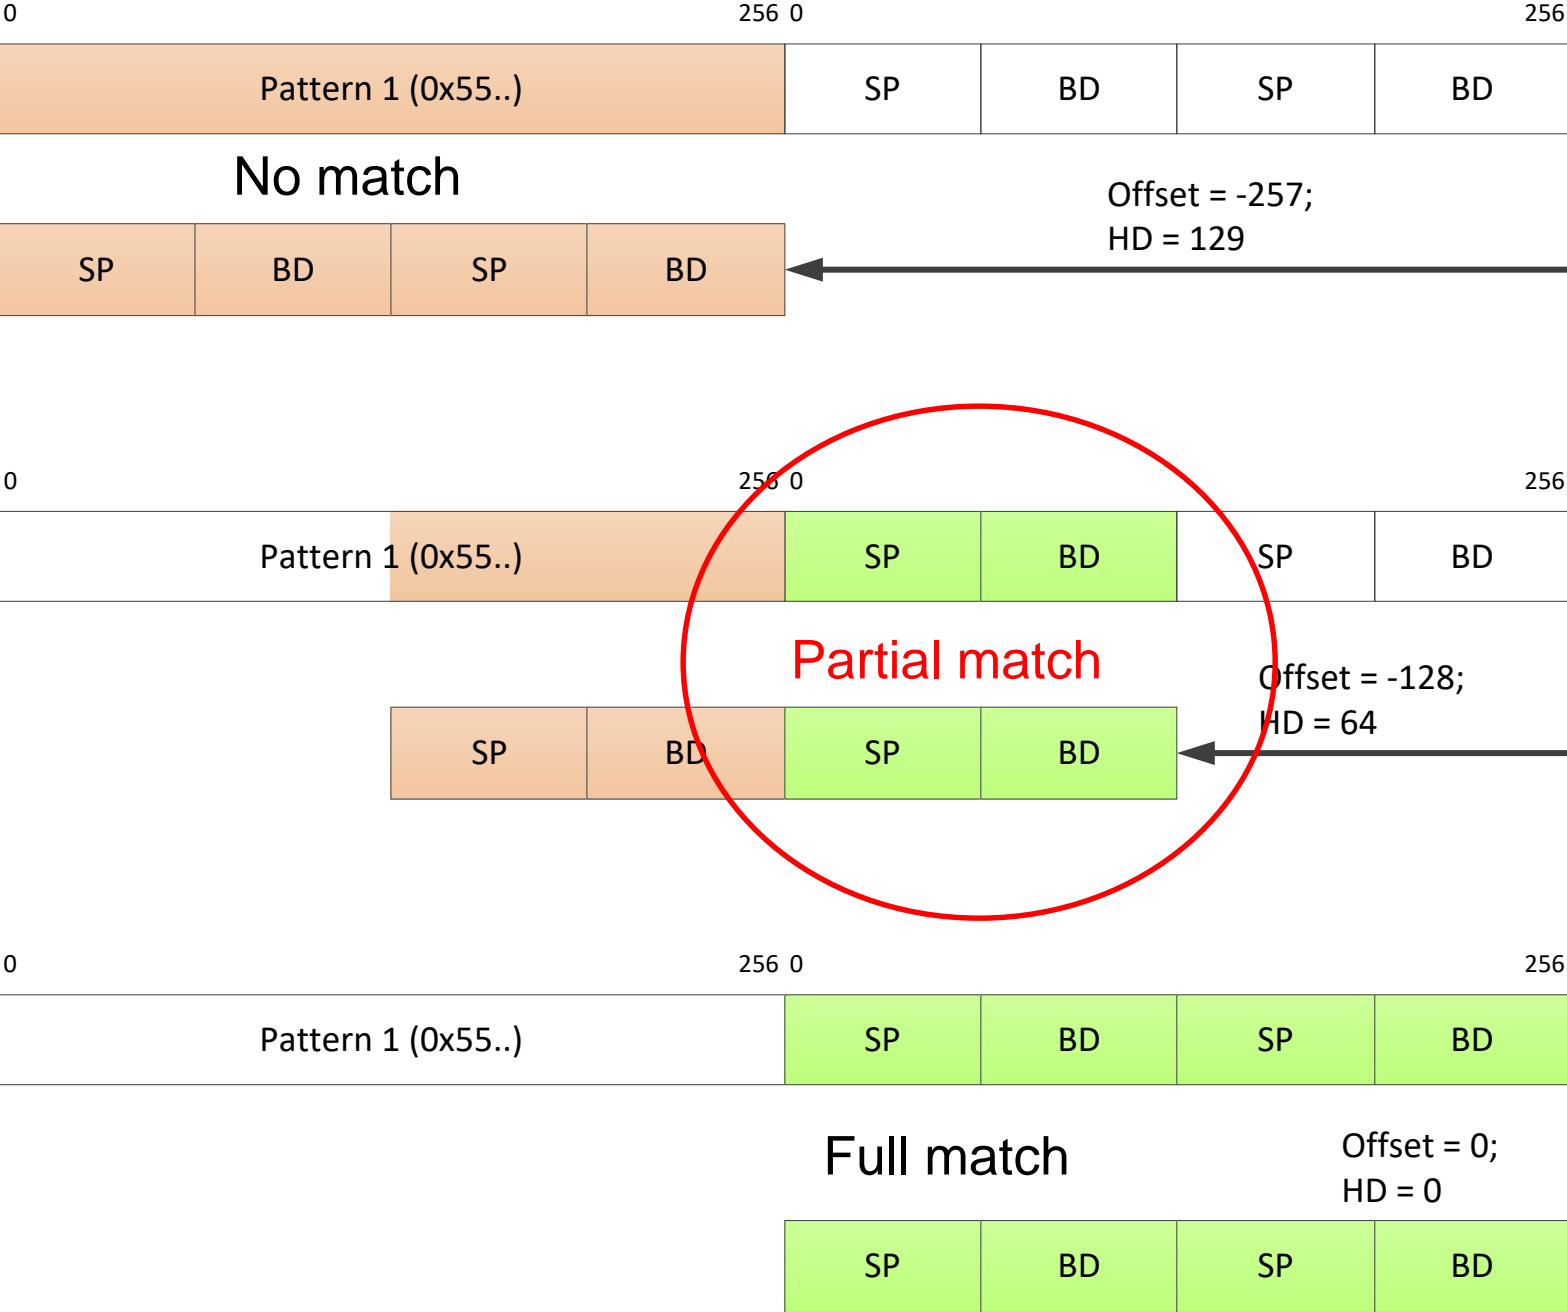 0 256 0 256
Pattern 1 (0x55..) SP BD SP BD
No match
Offset = -257;
HD = 129
SP BD SP BD
0 256 0 256
Pattern 1 (0x55..) SP BD SP BD
Partial match
Offset = -128;
HD = 64
SP BD SP BD
0 256 0 256
Pattern 1 (0x55..) SP BD SP BD
Full match
Offset = 0;
HD = 0
SP BD SP BD